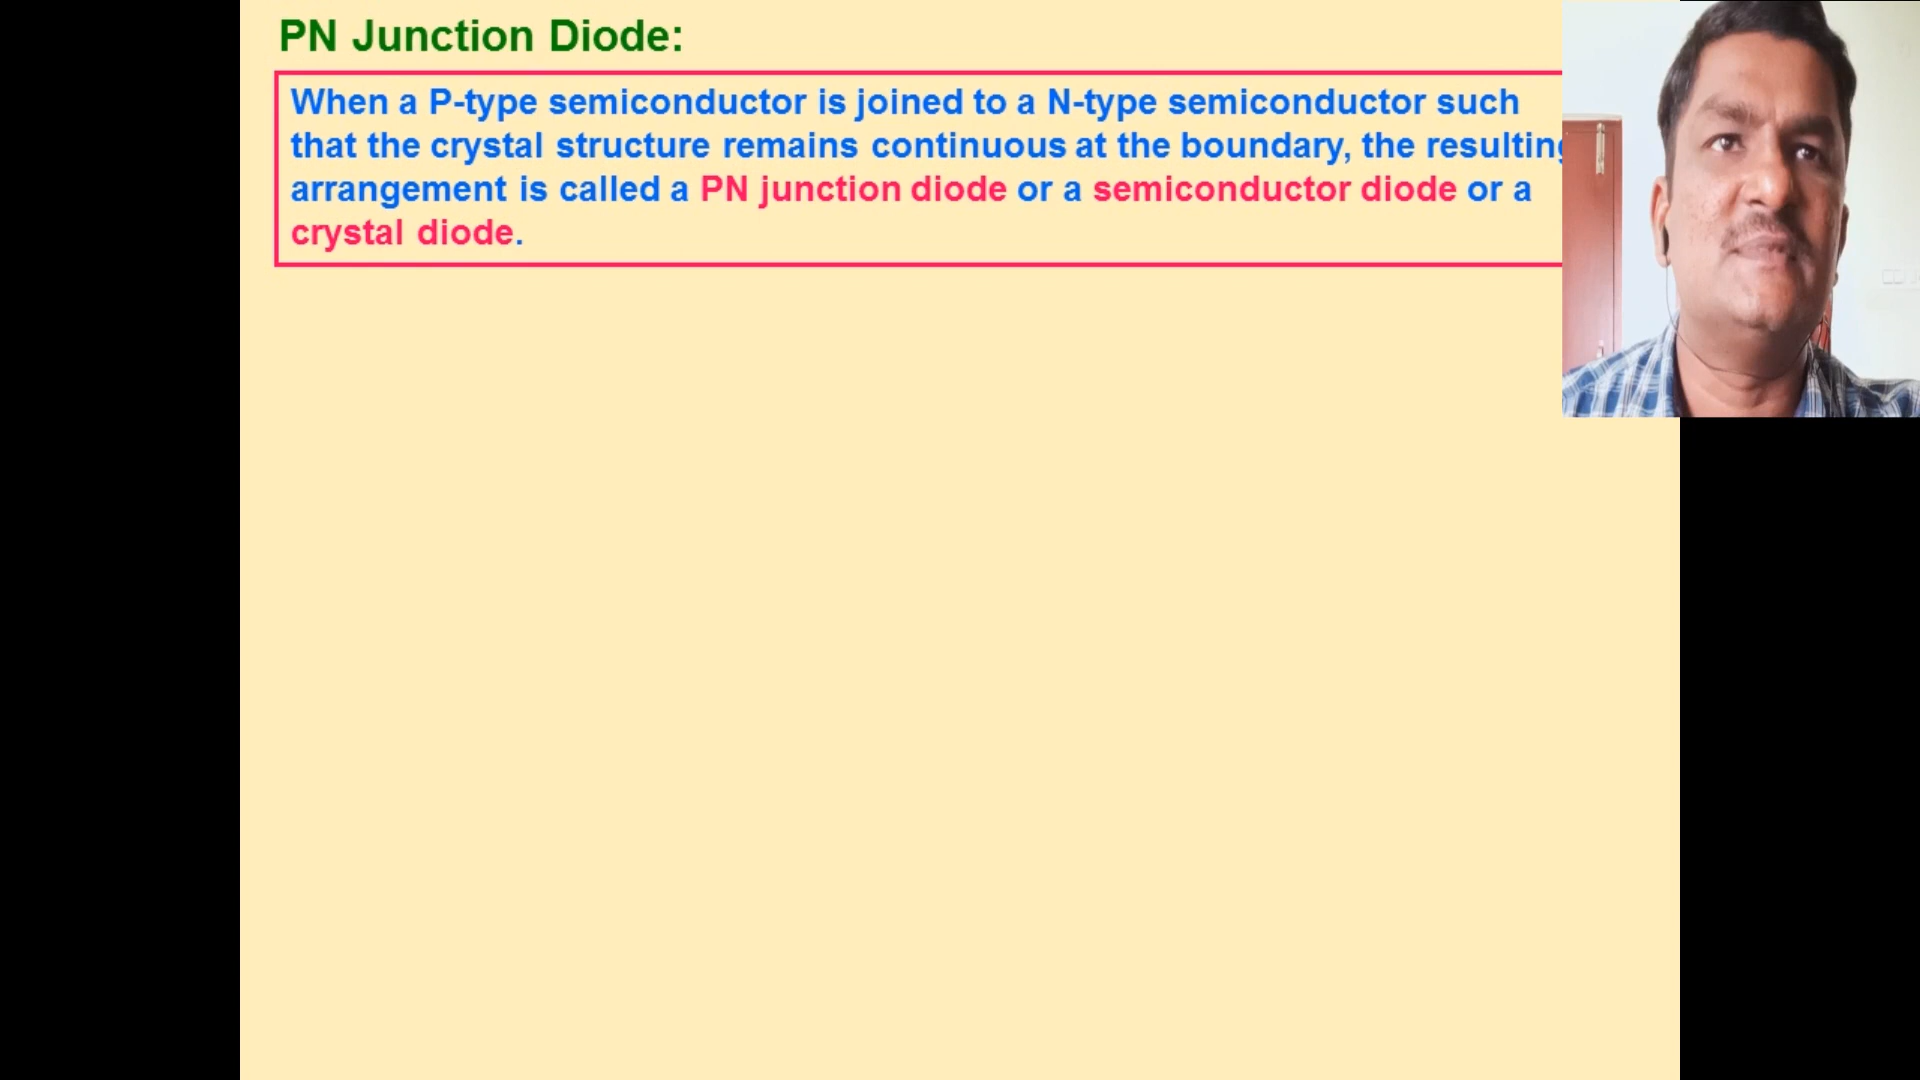 PN Junction Diode:
When a P-type semiconductor is joined to a N-type semiconductor such
that the crystal structure remains continuous at the boundary, the resulting
arrangement is called a PN junction diode or a semiconductor diode or a
crystal diode.